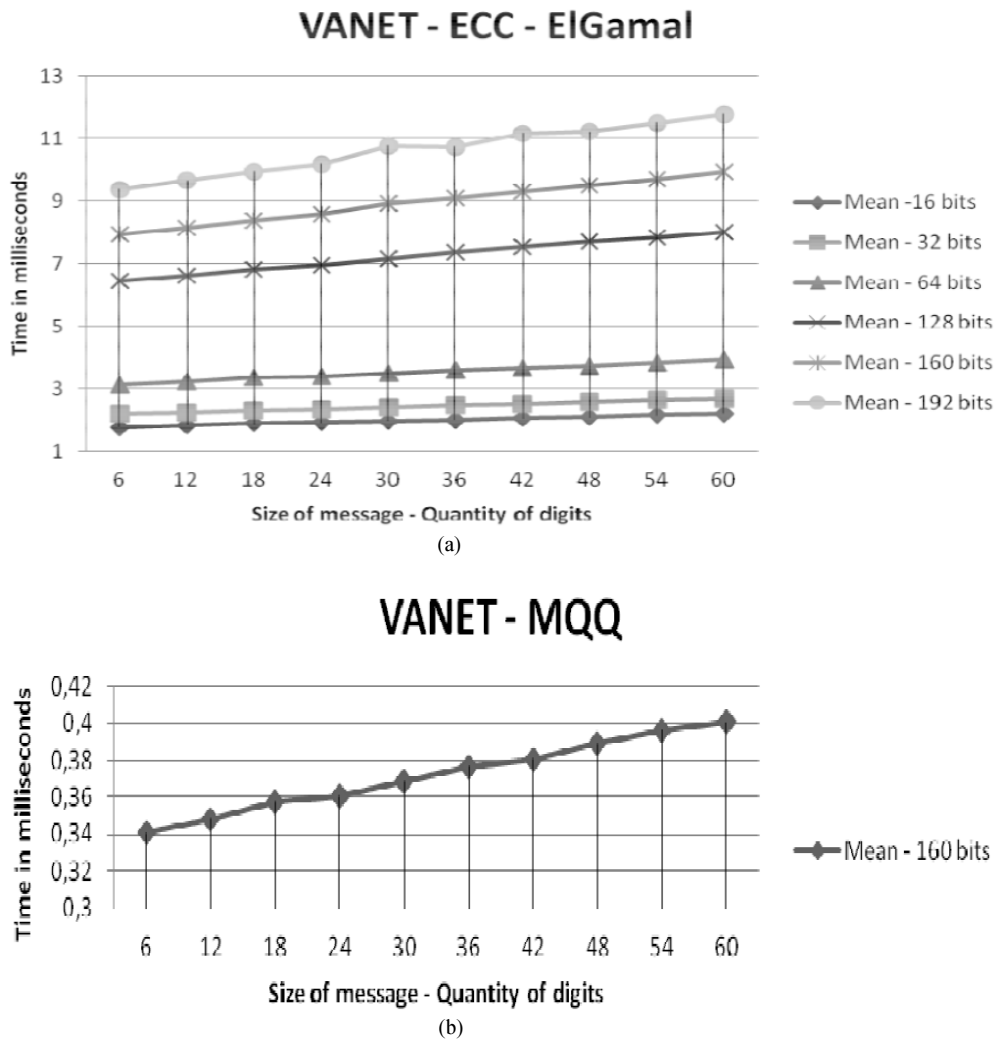 VANET - ECC - ElGamal
13
11
9
7
5
3
1
Time in milliseconds
6 12 18 24 30 36 42 48 54 60
Size of message - Quantity of digits
Mean -16 bits
Mean - 32 bits
Mean - 64 bits
Mean - 128 bits
Mean - 160 bits
Mean - 192 bits
(a)
VANET - MQQ
0,42
0,4
0,38
0,36
0,34
0,32
0,3
Time in milliseconds
6 12 18 24 30 36 42 48 54 60
Size of message - Quantity of digits
Mean - 160 bits
(b)